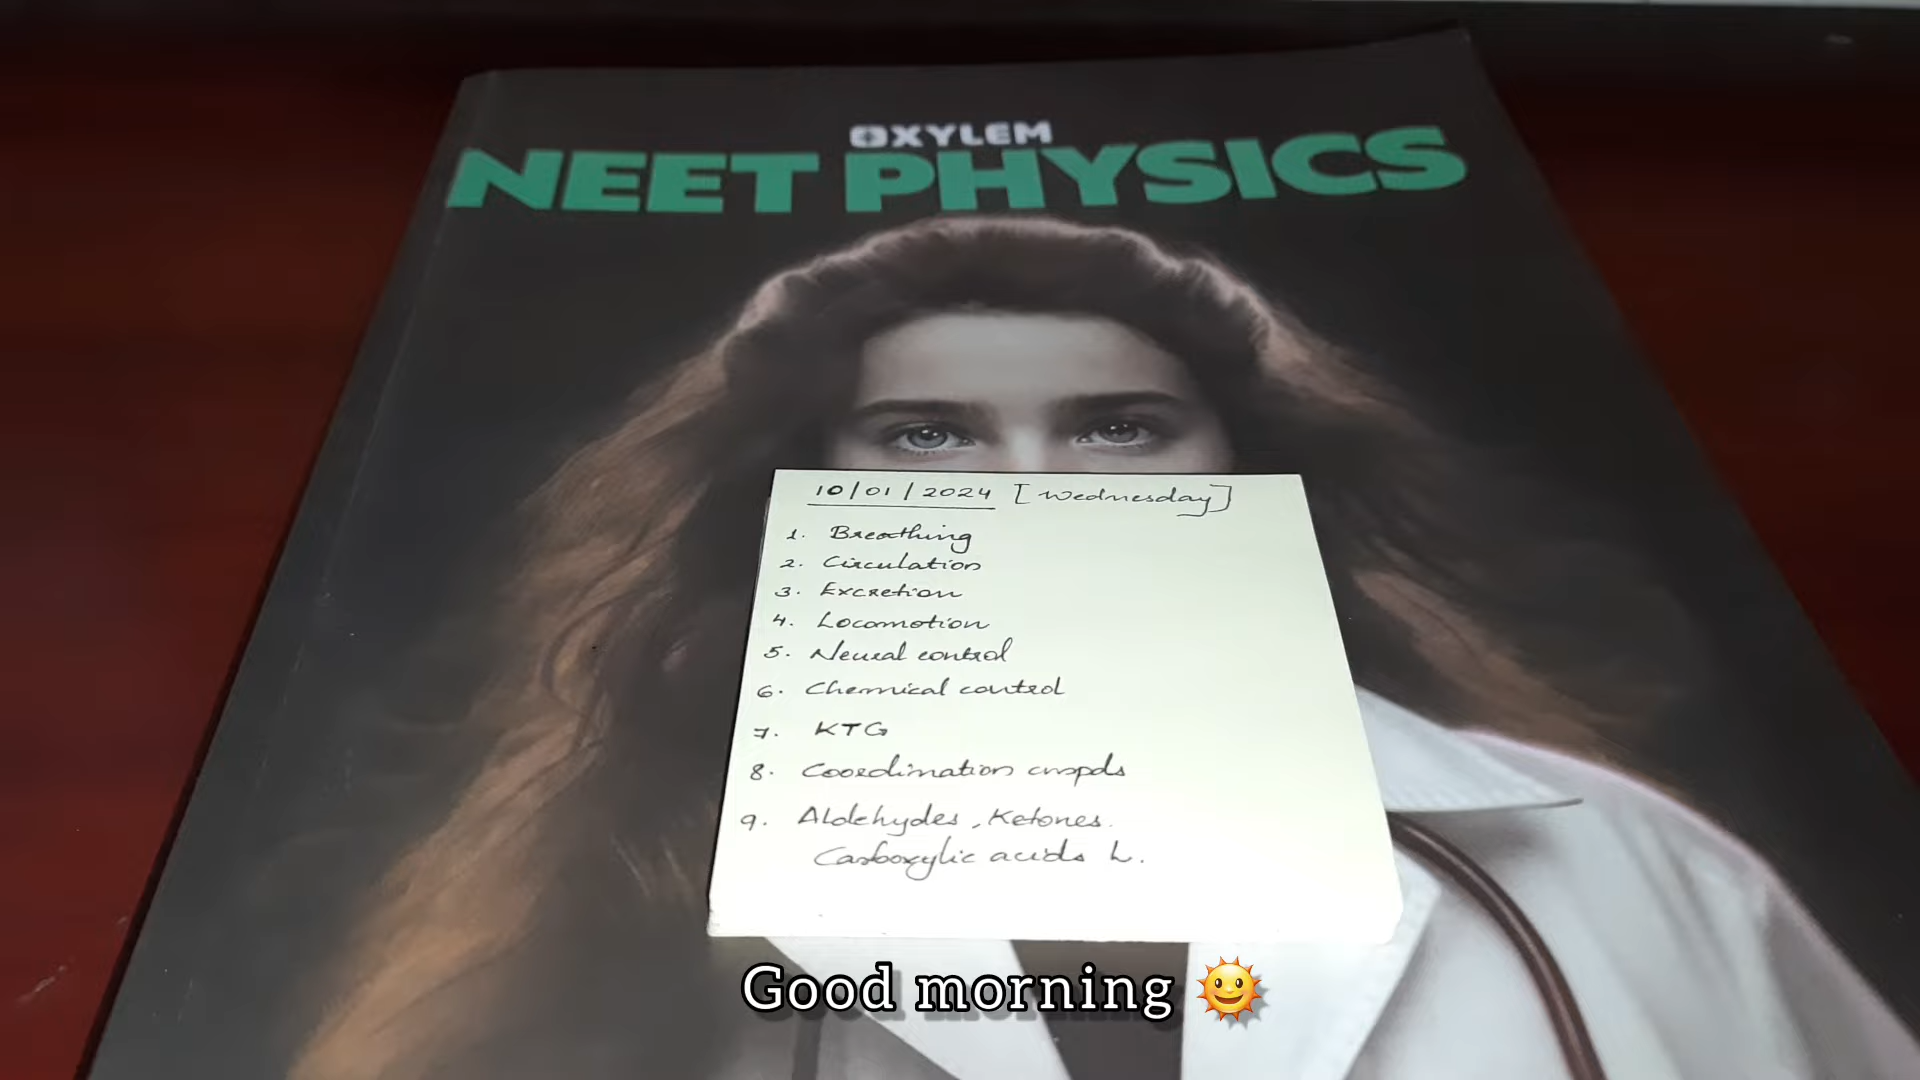 OXYLEM
NEET PHYSICS
10/01/2024 [Wednesday]
1. Breathing
2. Circulation
3. Excretion
4. Locomotion
5. Neural control
6. Chemical control
7. KTG
8. Coordination cmpds
9. Aldehydes, Ketones.
Carboxylic acids L.
Good morning 🌞